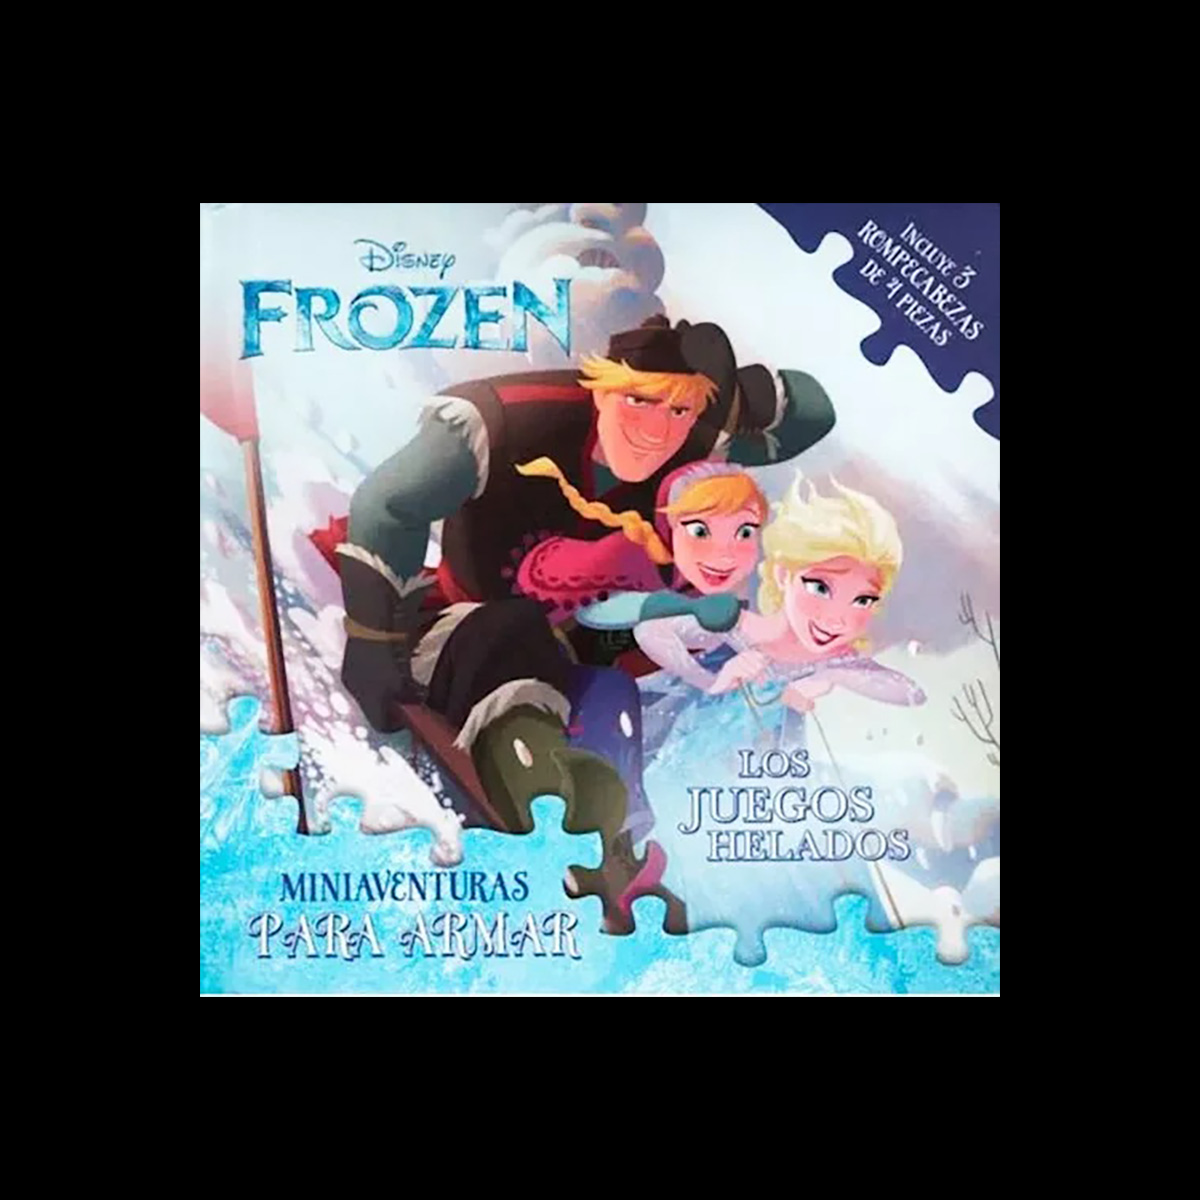 Disney
FROZEN
INCLUYE 3
ROMPECABEZAS
DE 4 PIEZAS
LOS
JUEGOS
HELADOS
MINIAVENTURAS
PARA ARMAR